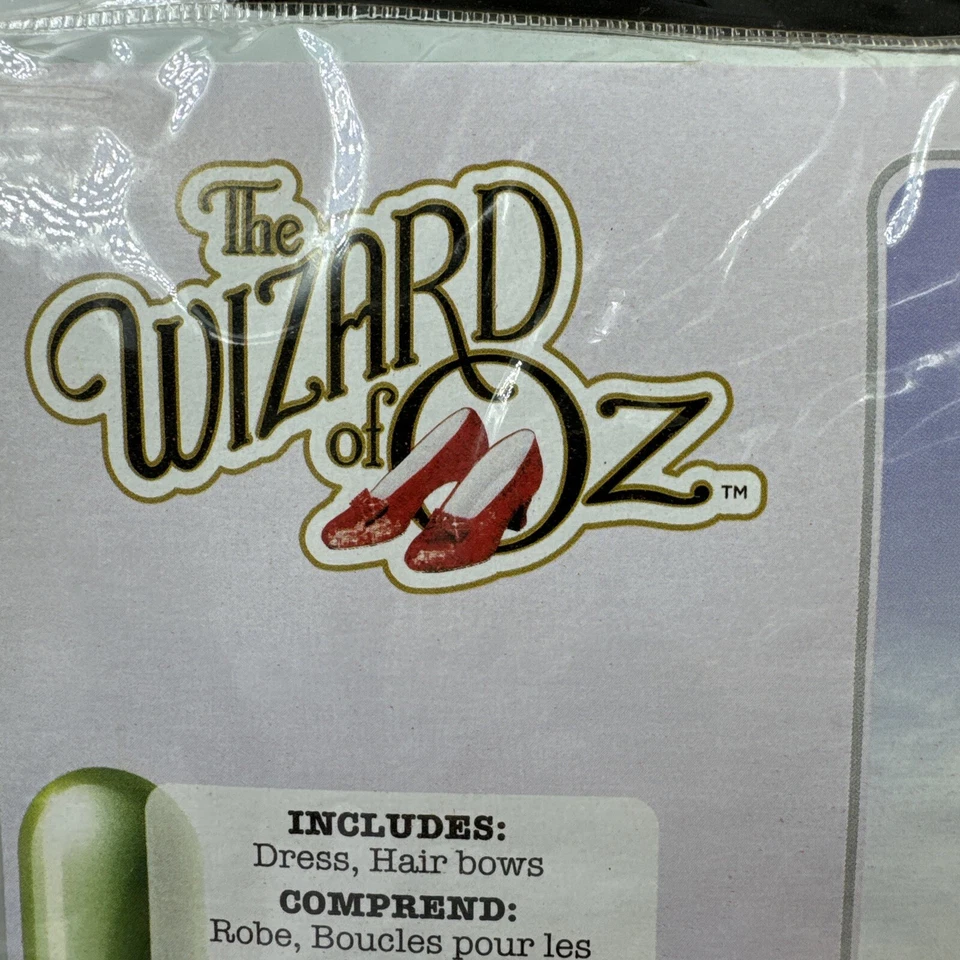 The
WIZARD
of OZ ™
INCLUDES:
Dress, Hair bows
COMPREND:
Robe, Boucles pour les